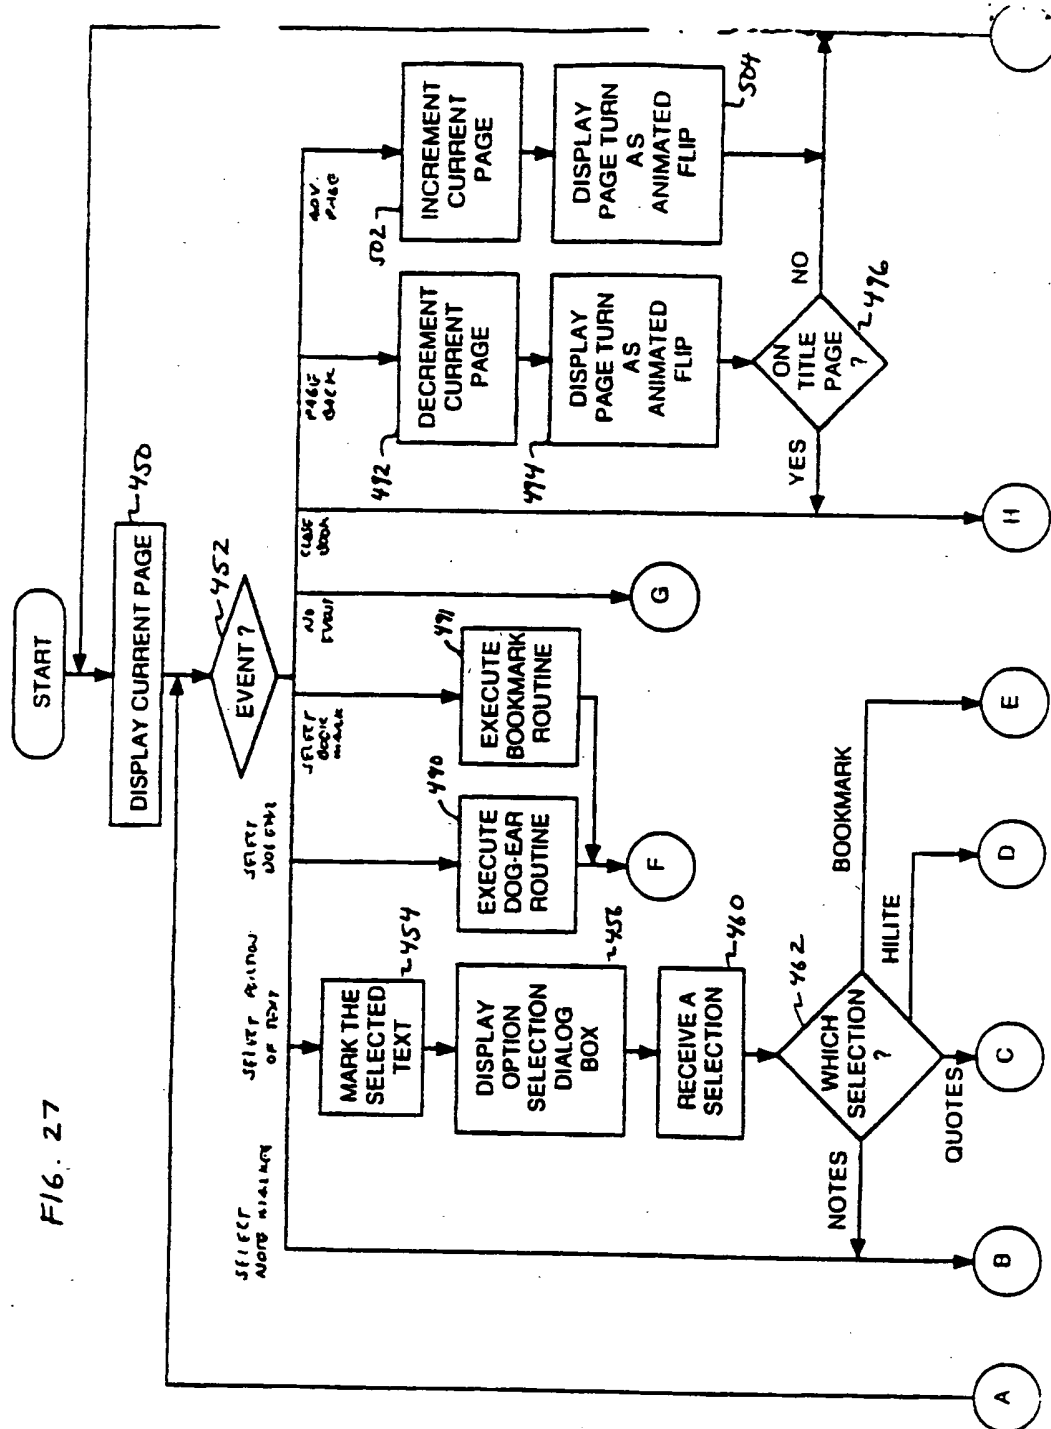 FIG. 27
START
DISPLAY CURRENT PAGE
450
EVENT?
452
SELECT
NOTE MARKER
SELECT PORTION
OF TEXT
SELECT
DOG EAR
SELECT
BOOK
MARK
NO
EVENT
CLOSE
BOOK
PAGE
BACK
ADV.
PAGE
MARK THE
SELECTED
TEXT
454
DISPLAY
OPTION
SELECTION
DIALOG
BOX
RECEIVE A
SELECTION
460
WHICH
SELECTION
?
462
NOTES
QUOTES
HILITE
BOOKMARK
EXECUTE
DOG-EAR
ROUTINE
490
EXECUTE
BOOKMARK
ROUTINE
491
DECREMENT
CURRENT
PAGE
492
DISPLAY
PAGE TURN
AS
ANIMATED
FLIP
494
ON
TITLE
PAGE
?
496
YES
NO
INCREMENT
CURRENT
PAGE
502
DISPLAY
PAGE TURN
AS
ANIMATED
FLIP
504
A
B
C
D
E
F
G
H